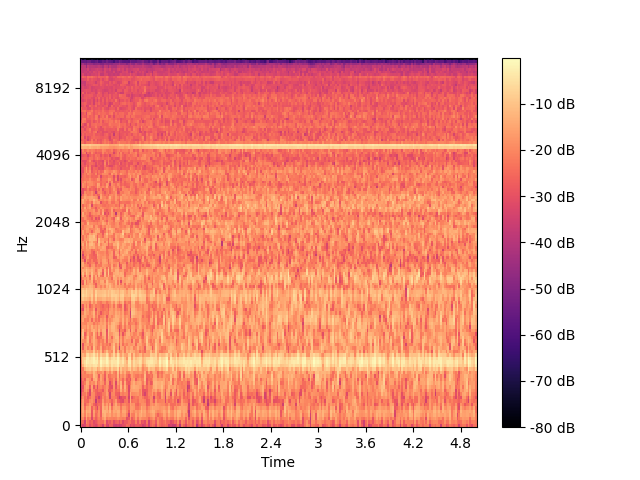 8192
4096
2048
1024
512
0
Hz
0 0.6 1.2 1.8 2.4 3 3.6 4.2 4.8
Time
-10 dB
-20 dB
-30 dB
-40 dB
-50 dB
-60 dB
-70 dB
-80 dB